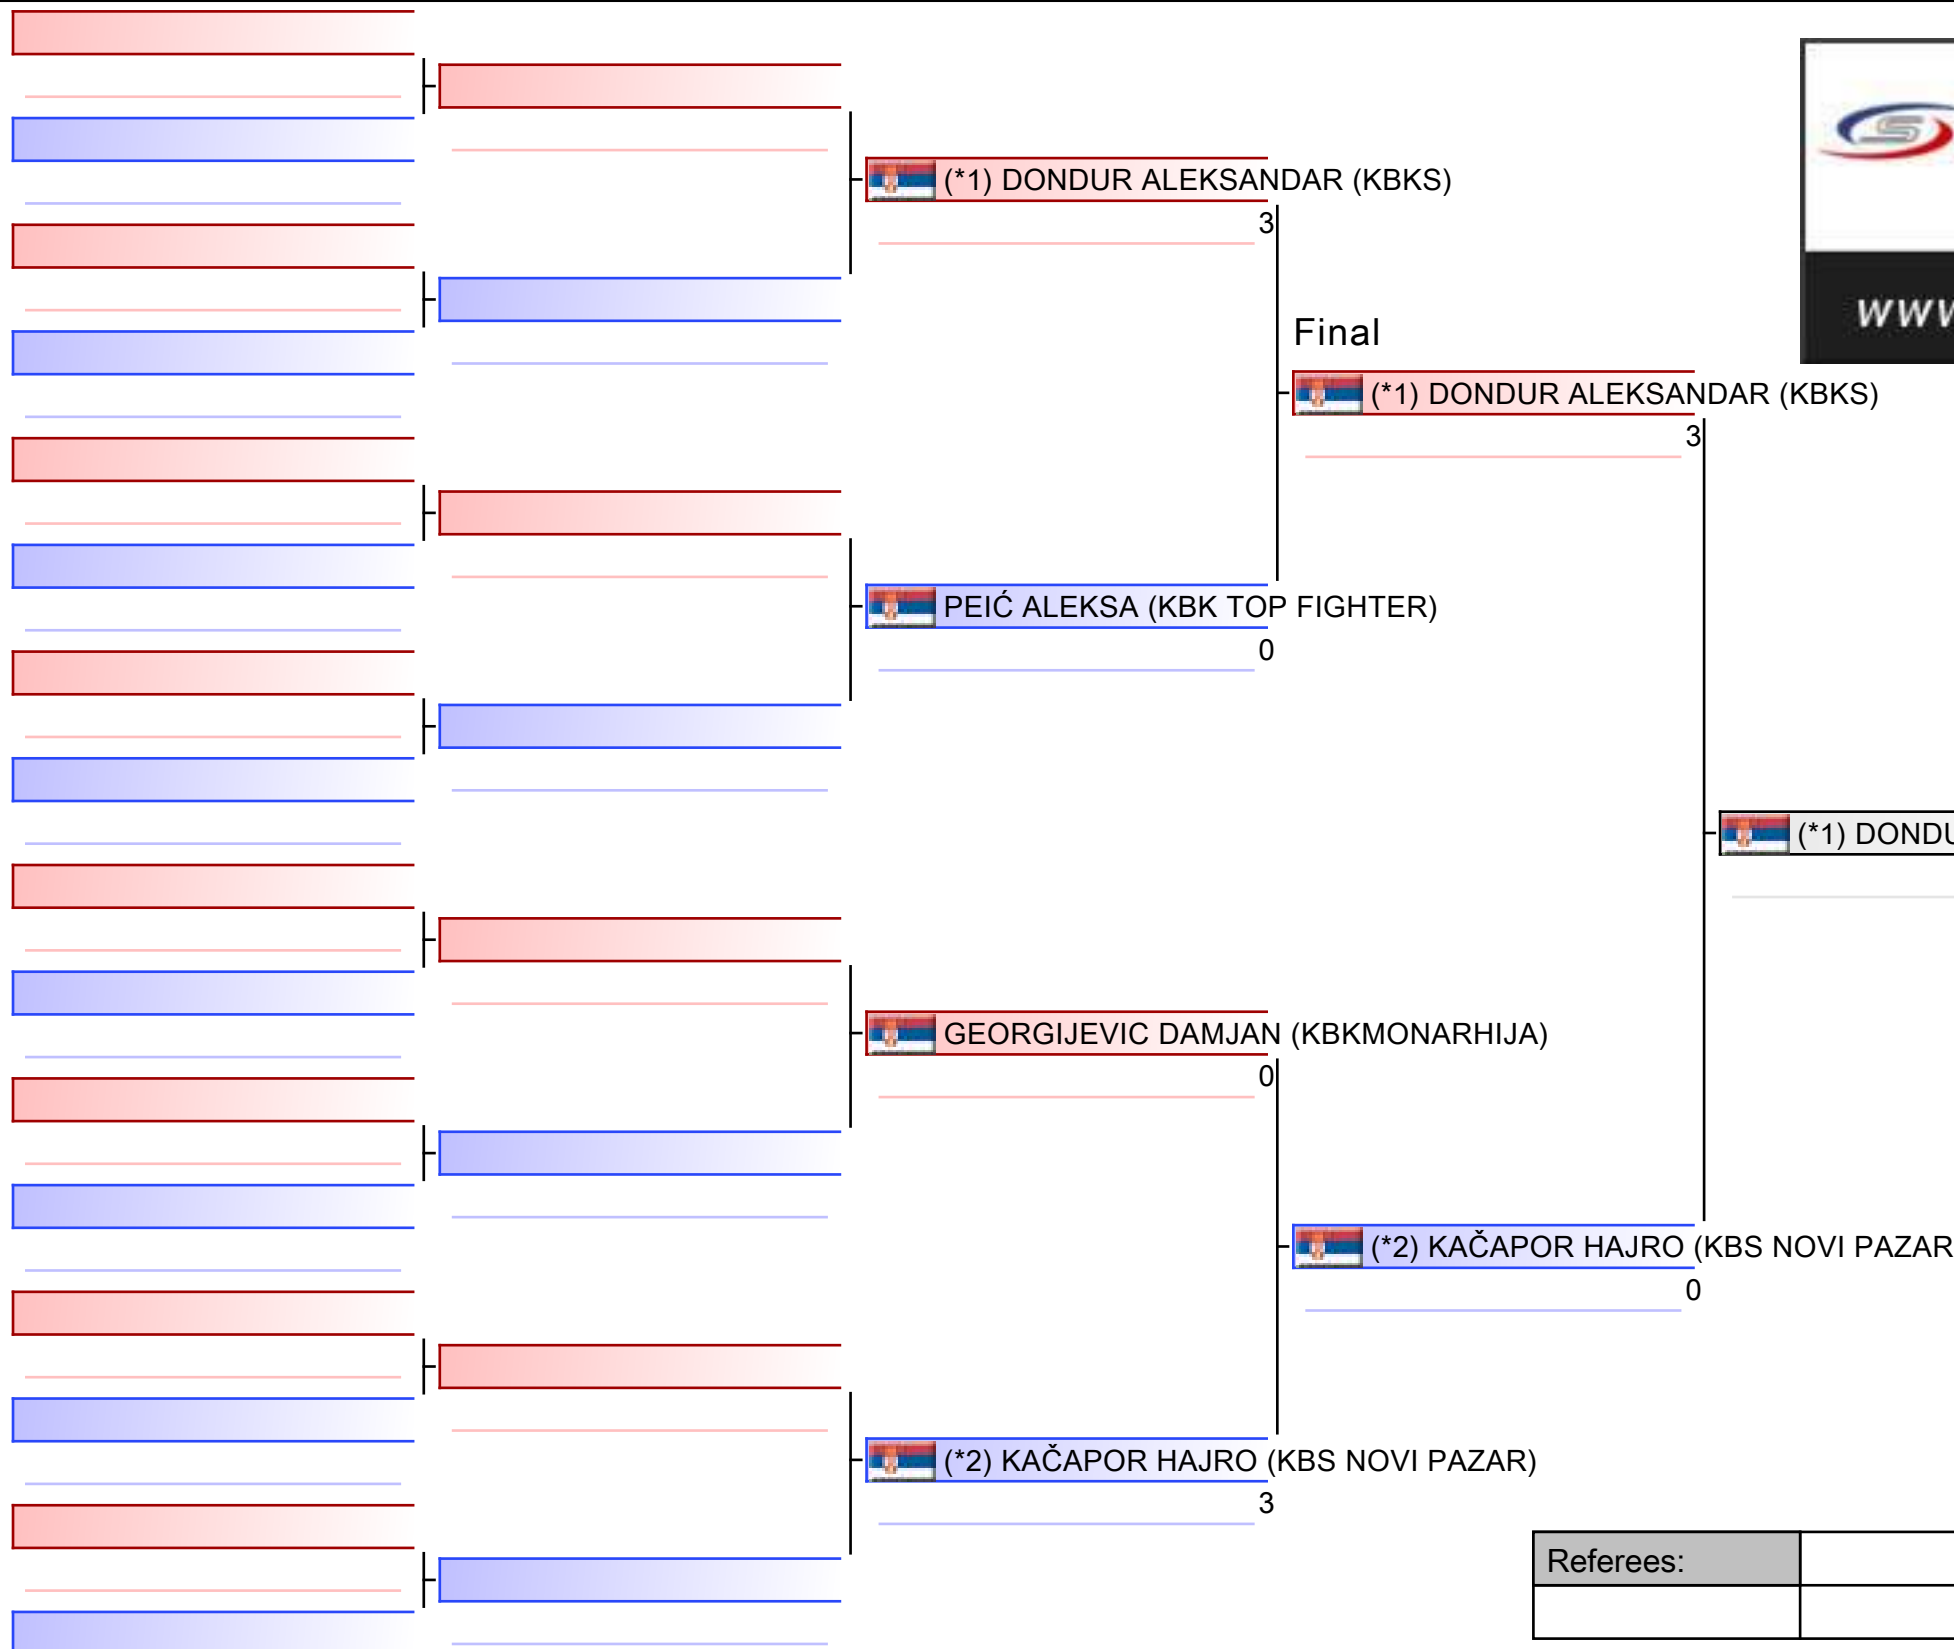 (*1) DONDUR ALEKSANDAR (KBKS)
3
Final
(*1) DONDUR ALEKSANDAR (KBKS)
3
PEIĆ ALEKSA (KBK TOP FIGHTER)
0
(*1) DONDU
GEORGIJEVIC DAMJAN (KBKMONARHIJA)
0
(*2) KAČAPOR HAJRO (KBS NOVI PAZAR
0
(*2) KAČAPOR HAJRO (KBS NOVI PAZAR)
3
Referees: